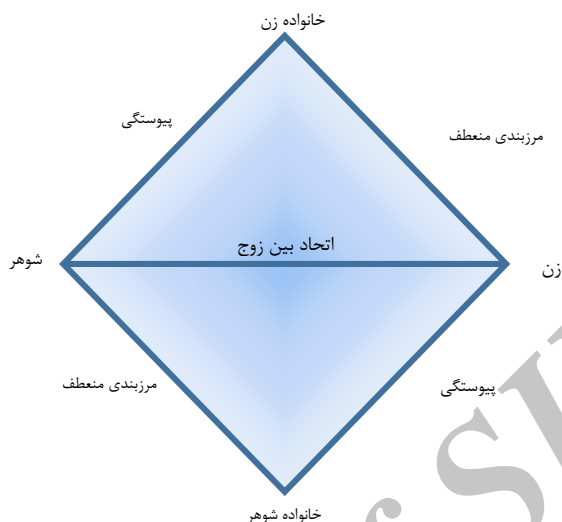 خانواده زن
پیوستگی
مرزبندی منعطف
اتحاد بین زوج
شوهر
زن
مرزبندی منعطف
پیوستگی
خانواده شوهر